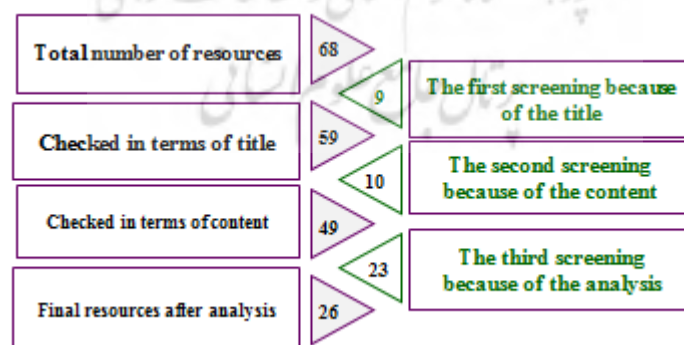 Total number of resources
68
9
The first screening because
of the title
Checked in terms of title
59
10
The second screening
because of the content
Checked in terms of content
49
23
The third screening
because of the analysis
Final resources after analysis
26